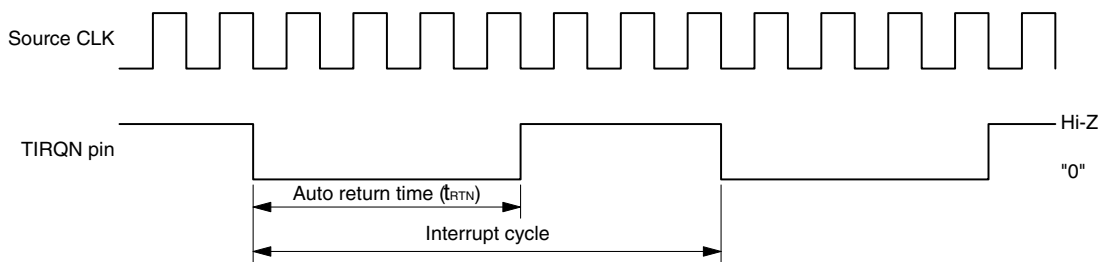 Source CLK
TIRQN pin
Hi-Z
"0"
Auto return time (tRTN)
Interrupt cycle